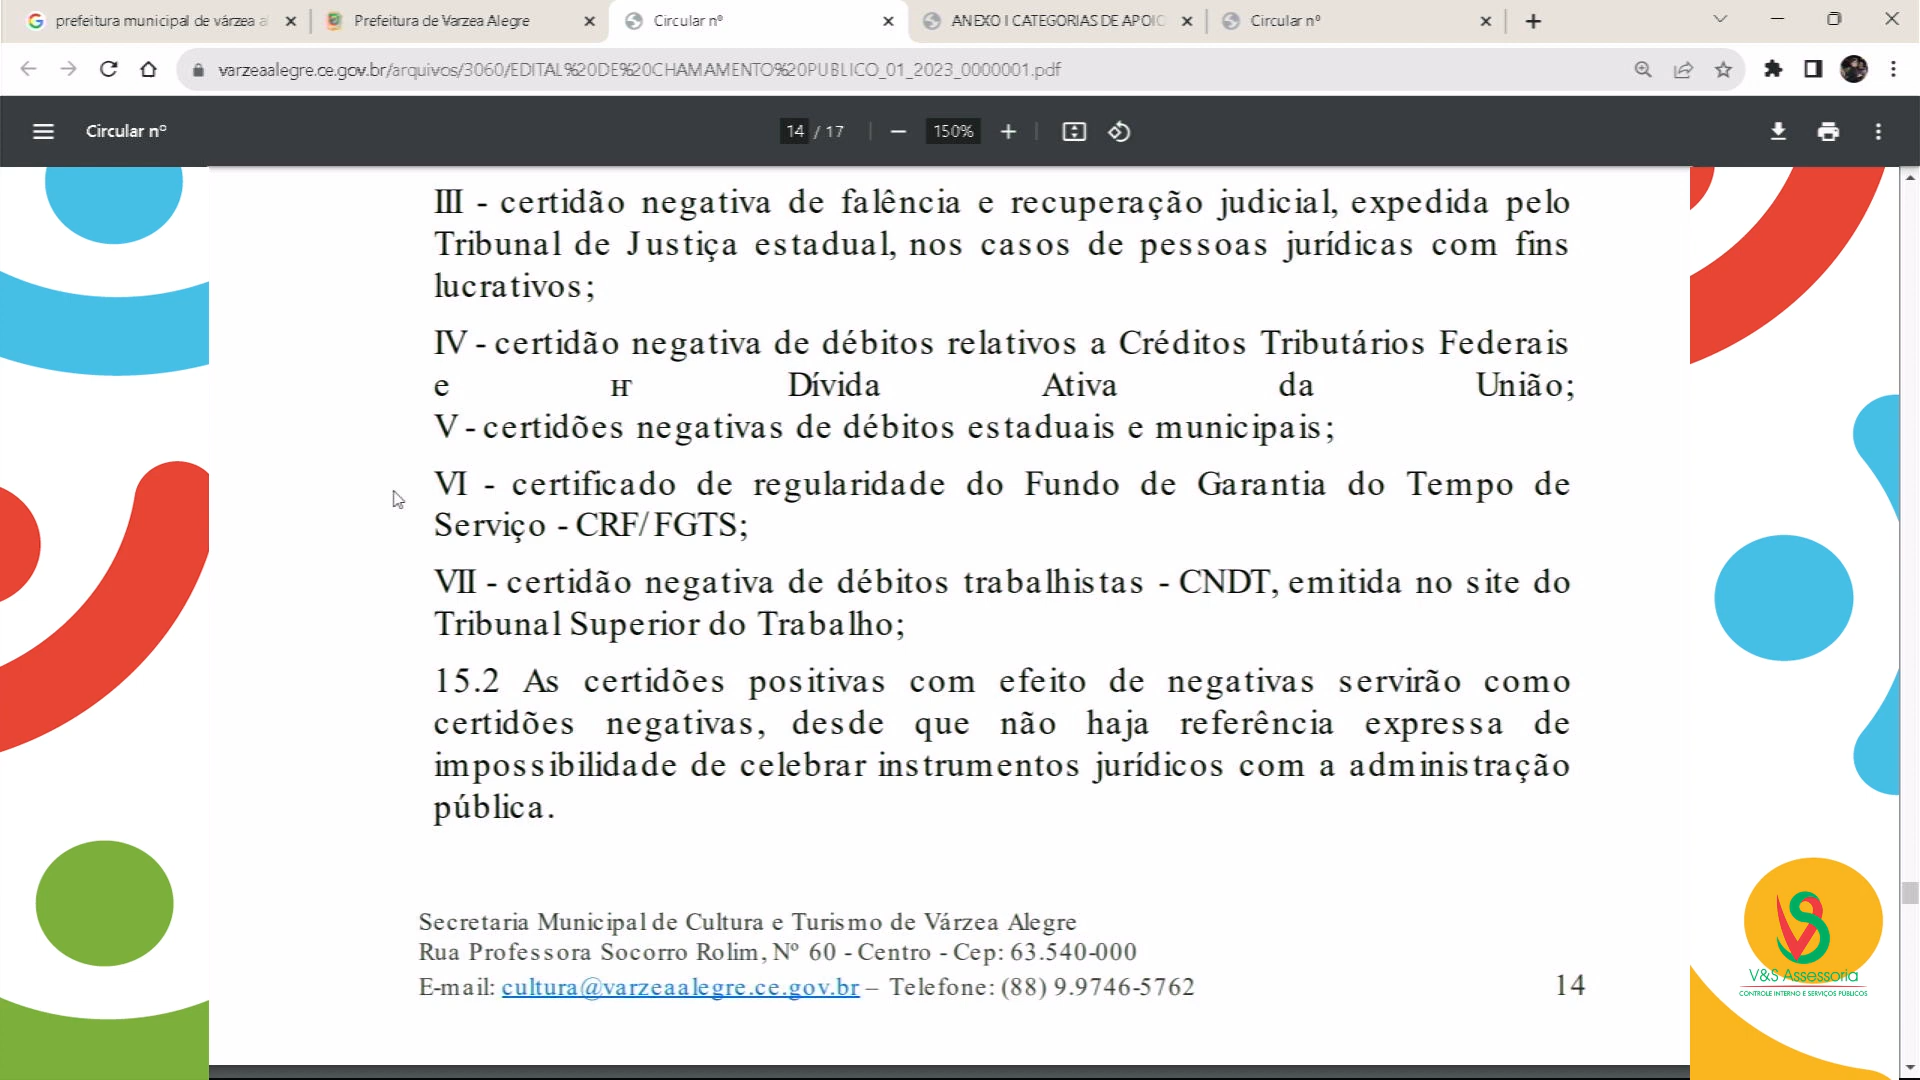 prefeitura municipal de várzea a
Prefeitura de Varzea Alegre
Circular nº
ANEXO I CATEGORIAS DE APOIO
Circular nº
varzeaalegre.ce.gov.br/arquivos/3060/EDITAL%20DE%20CHAMAMENTO%20PUBLICO_01_2023_0000001.pdf
Circular nº
14 / 17
150%
III - certidão negativa de falência e recuperação judicial, expedida pelo
Tribunal de Justiça estadual, nos casos de pessoas jurídicas com fins
lucrativos;
IV - certidão negativa de débitos relativos a Créditos Tributários Federais
e Dívida Ativa da União;
V - certidões negativas de débitos estaduais e municipais;
VI - certificado de regularidade do Fundo de Garantia do Tempo de
Serviço - CRF/FGTS;
VII - certidão negativa de débitos trabalhistas - CNDT, emitida no site do
Tribunal Superior do Trabalho;
15.2 As certidões positivas com efeito de negativas servirão como
certidões negativas, desde que não haja referência expressa de
impossibilidade de celebrar instrumentos jurídicos com a administração
pública.
Secretaria Municipal de Cultura e Turismo de Várzea Alegre
Rua Professora Socorro Rolim, Nº 60 - Centro - Cep: 63.540-000
E-mail: cultura@varzeaalegre.ce.gov.br – Telefone: (88) 9.9746-5762
14
VS
V&S Assessoria
CONTROLE INTERNO E SERVIÇOS PÚBLICOS